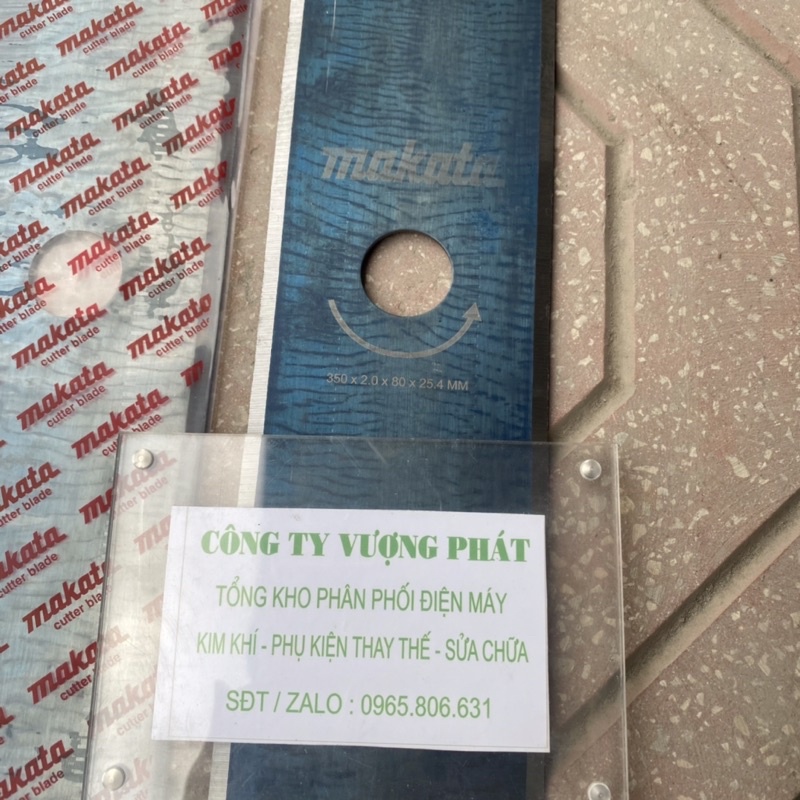 makata
cutter blade
makata
350 x 2.0 x 80 x 25.4 MM
CÔNG TY VƯỢNG PHÁT
TỔNG KHO PHÂN PHỐI ĐIỆN MÁY
KIM KHÍ - PHỤ KIỆN THAY THẾ - SỬA CHỮA
SĐT / ZALO : 0965.806.631